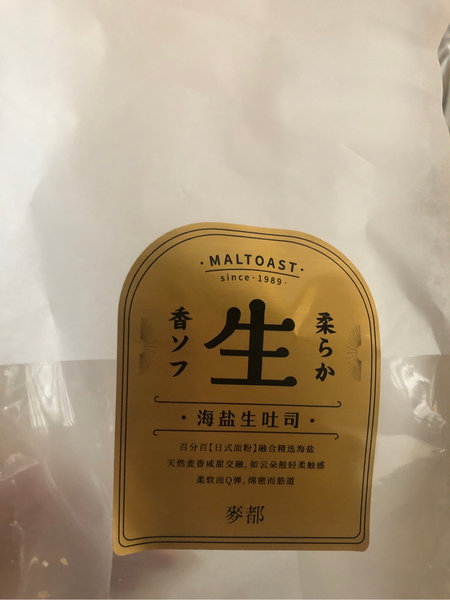 ·MALTOAST·
since·1989·
香ソフ
生
柔らか
·海盐生吐司·
百分百[日式面粉]融合精选海盐
天然麦香咸甜交融,如云朵般轻柔触感
柔软而Q弹,绵密而筋道
麥都